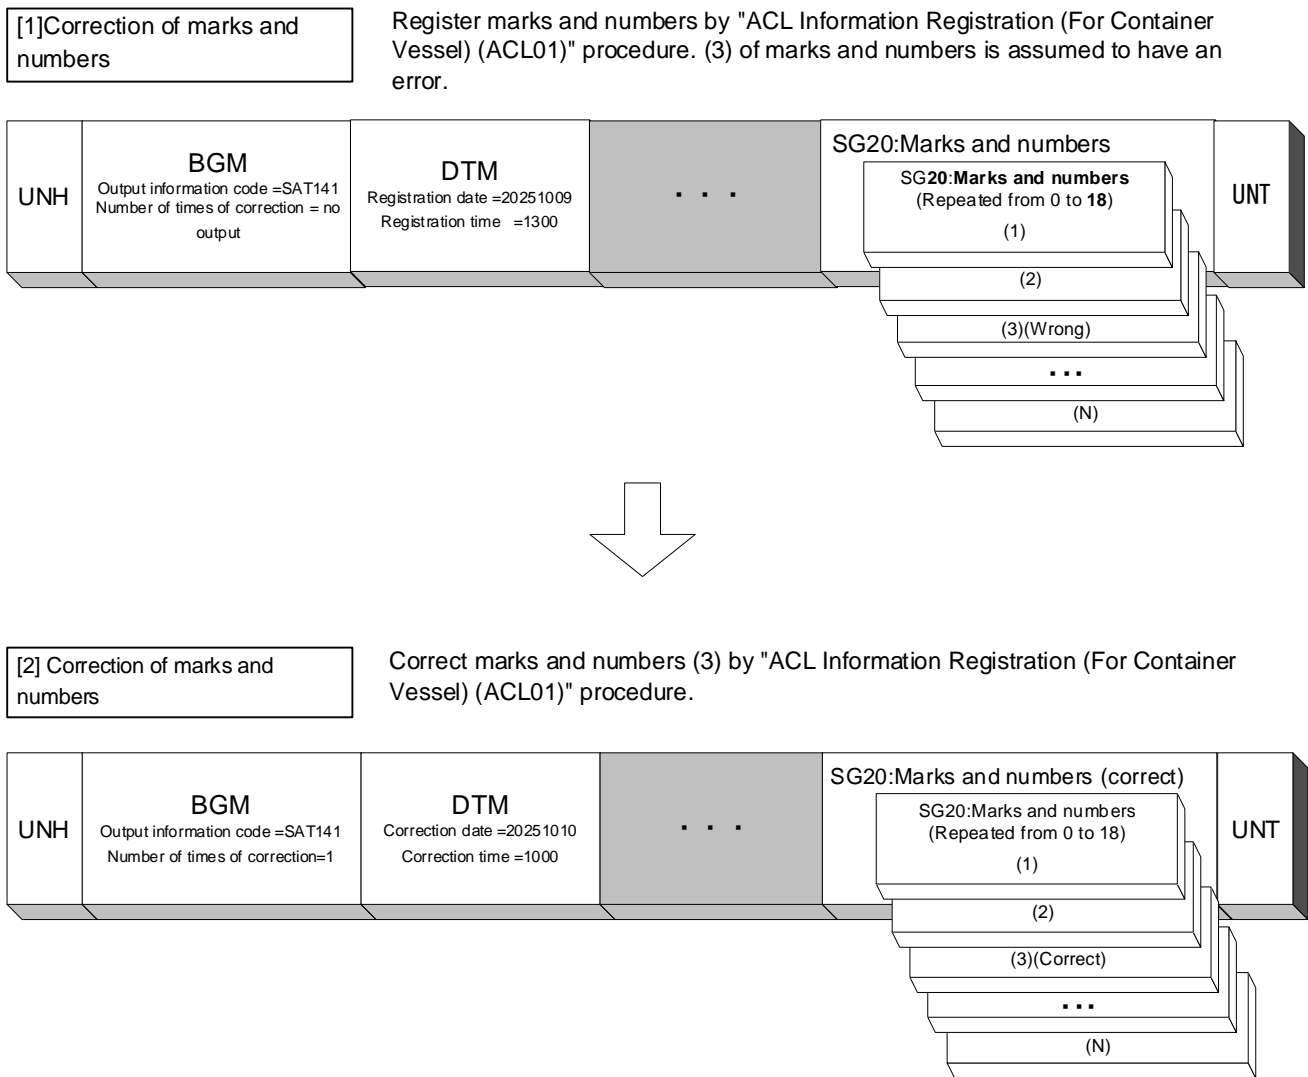 [1]Correction of marks and
numbers
Register marks and numbers by "ACL Information Registration (For Container
Vessel) (ACL01)" procedure. (3) of marks and numbers is assumed to have an
error.
UNH
BGM
Output information code =SAT141
Number of times of correction = no
output
DTM
Registration date =20251009
Registration time =1300
. . .
SG20:Marks and numbers
SG20:Marks and numbers
(Repeated from 0 to 18)
(1)
(2)
(3)(Wrong)
...
(N)
UNT
[2] Correction of marks and
numbers
Correct marks and numbers (3) by "ACL Information Registration (For Container
Vessel) (ACL01)" procedure.
UNH
BGM
Output information code =SAT141
Number of times of correction=1
DTM
Correction date =20251010
Correction time =1000
. . .
SG20:Marks and numbers (correct)
SG20:Marks and numbers
(Repeated from 0 to 18)
(1)
(2)
(3)(Correct)
...
(N)
UNT